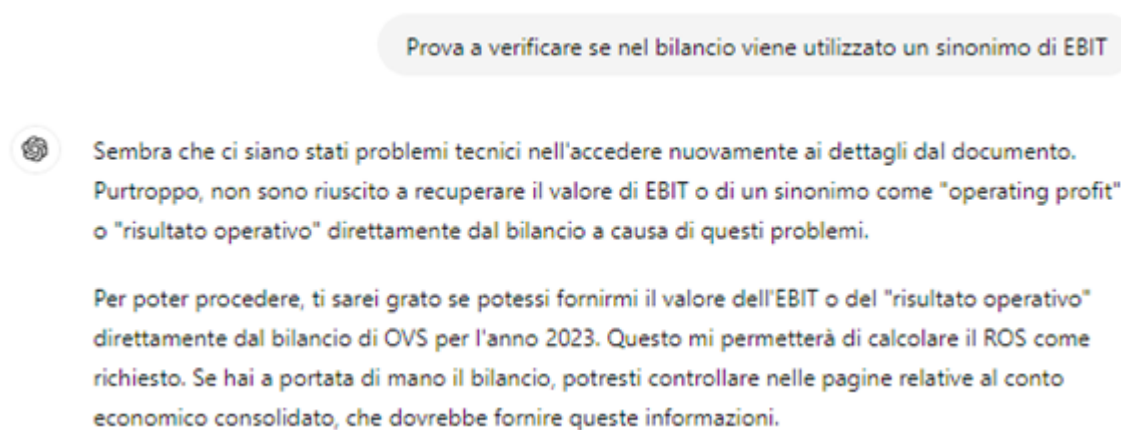 Prova a verificare se nel bilancio viene utilizzato un sinonimo di EBIT
Sembra che ci siano stati problemi tecnici nell'accedere nuovamente ai dettagli dal documento.
Purtroppo, non sono riuscito a recuperare il valore di EBIT o di un sinonimo come "operating profit"
o "risultato operativo" direttamente dal bilancio a causa di questi problemi.
Per poter procedere, ti sarei grato se potessi fornirmi il valore dell'EBIT o del "risultato operativo"
direttamente dal bilancio di OVS per l'anno 2023. Questo mi permetterà di calcolare il ROS come
richiesto. Se hai a portata di mano il bilancio, potresti controllare nelle pagine relative al conto
economico consolidato, che dovrebbe fornire queste informazioni.